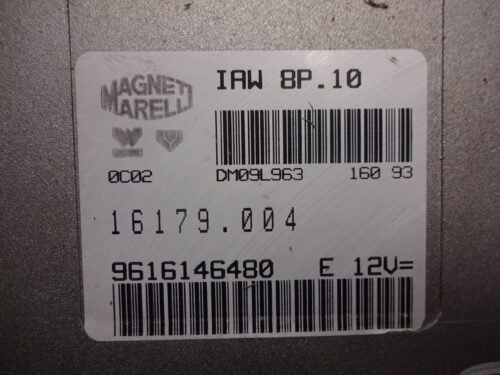 MAGNETI MARELLI
IAW 8P.10
0C02 DM09L963 160 93
16179.004
9616146480 E 12V=